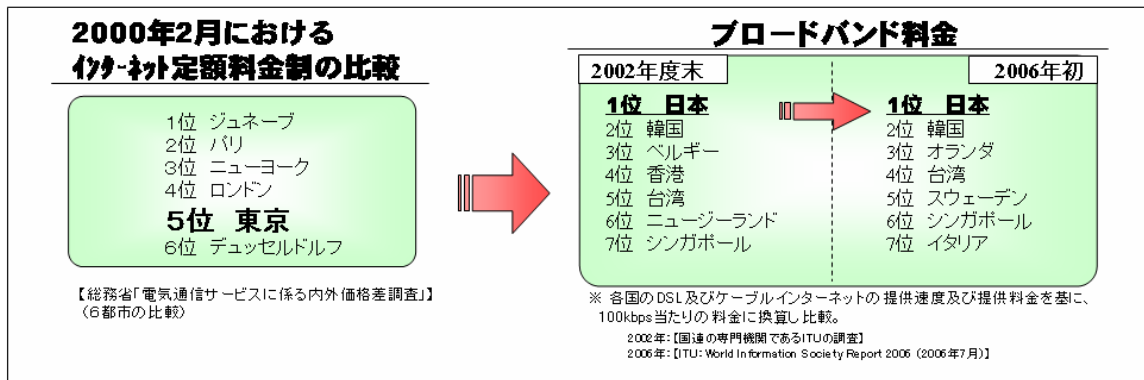 2000年2月における
インターネット定額料金制の比較
1位 ジュネーブ
2位 パリ
3位 ニューヨーク
4位 ロンドン
5位 東京
6位 デュッセルドルフ
【総務省「電気通信サービスに係る内外価格差調査」】
(6都市の比較)
ブロードバンド料金
2002年度末
1位 日本
2位 韓国
3位 ベルギー
4位 香港
5位 台湾
6位 ニュージーランド
7位 シンガポール
2006年初
1位 日本
2位 韓国
3位 オランダ
4位 台湾
5位 スウェーデン
6位 シンガポール
7位 イタリア
※ 各国のDSL及びケーブルインターネットの提供速度及び提供料金を基に、
100kbps当たりの料金に換算し比較。
2002年:【国連の専門機関であるITUの調査】
2006年:【ITU: World Information Society Report 2006 (2006年7月)】